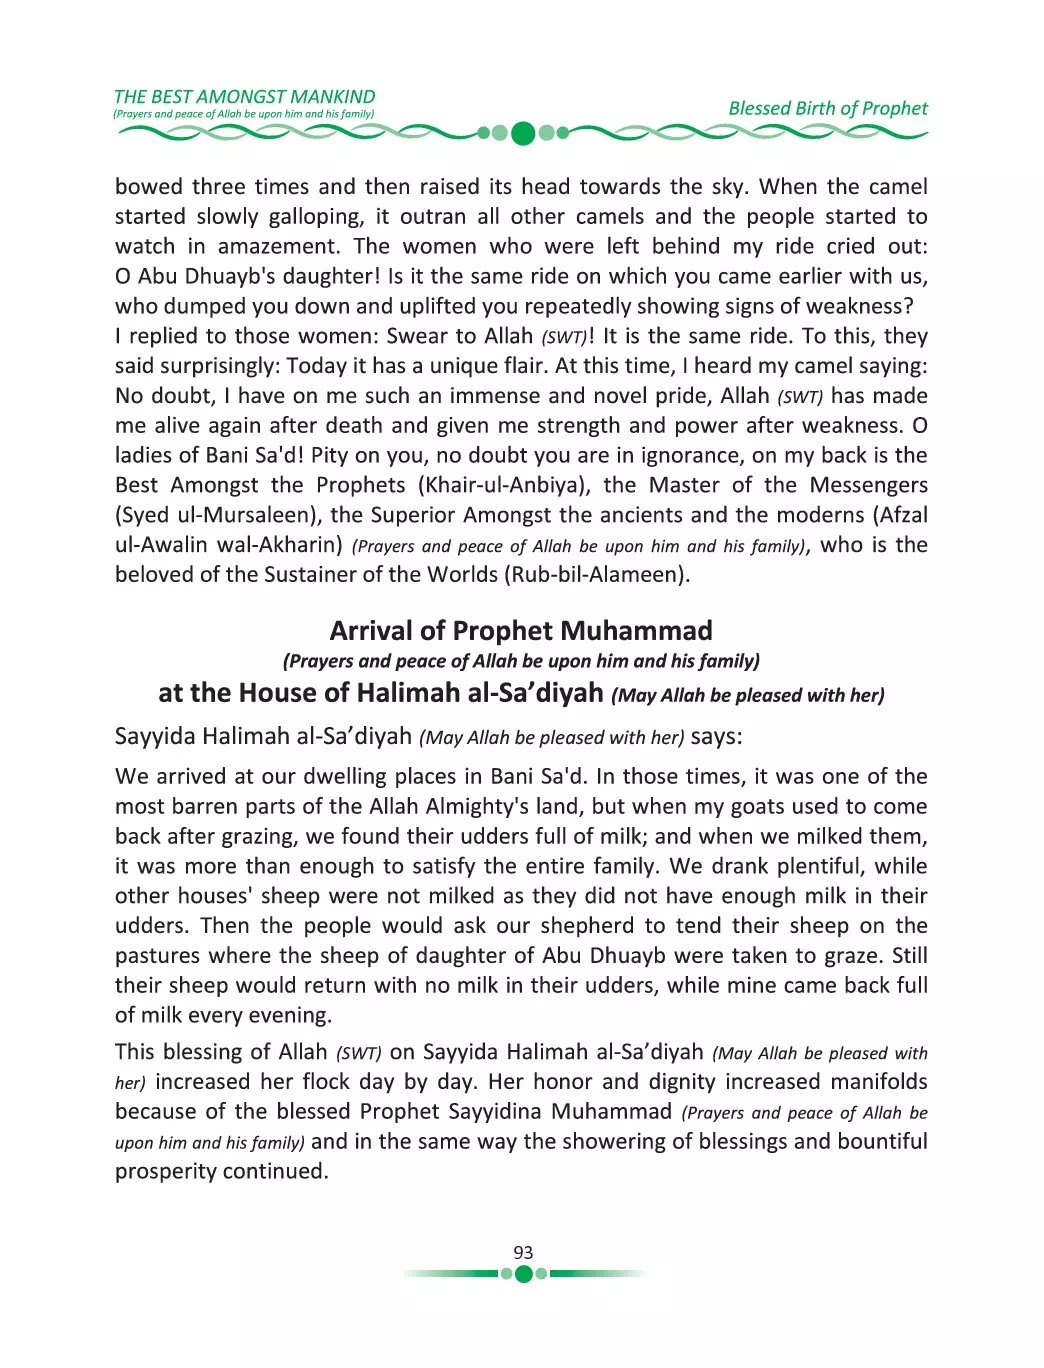 THE BEST AMONGST MANKIND
(Prayers and peace of Allah be upon him and his family)
Blessed Birth of Prophet
bowed three times and then raised its head towards the sky. When the camel
started slowly galloping, it outran all other camels and the people started to
watch in amazement. The women who were left behind my ride cried out:
O Abu Dhuayb's daughter! Is it the same ride on which you came earlier with us,
who dumped you down and uplifted you repeatedly showing signs of weakness?
I replied to those women: Swear to Allah (SWT)! It is the same ride. To this, they
said surprisingly: Today it has a unique flair. At this time, I heard my camel saying:
No doubt, I have on me such an immense and novel pride, Allah (SWT) has made
me alive again after death and given me strength and power after weakness. O
ladies of Bani Sa'd! Pity on you, no doubt you are in ignorance, on my back is the
Best Amongst the Prophets (Khair-ul-Anbiya), the Master of the Messengers
(Syed ul-Mursaleen), the Superior Amongst the ancients and the moderns (Afzal
ul-Awalin wal-Akharin) (Prayers and peace of Allah be upon him and his family), who is the
beloved of the Sustainer of the Worlds (Rub-bil-Alameen).
Arrival of Prophet Muhammad
(Prayers and peace of Allah be upon him and his family)
at the House of Halimah al-Sa’diyah (May Allah be pleased with her)
Sayyida Halimah al-Sa’diyah (May Allah be pleased with her) says:
We arrived at our dwelling places in Bani Sa'd. In those times, it was one of the
most barren parts of the Allah Almighty's land, but when my goats used to come
back after grazing, we found their udders full of milk; and when we milked them,
it was more than enough to satisfy the entire family. We drank plentiful, while
other houses' sheep were not milked as they did not have enough milk in their
udders. Then the people would ask our shepherd to tend their sheep on the
pastures where the sheep of daughter of Abu Dhuayb were taken to graze. Still
their sheep would return with no milk in their udders, while mine came back full
of milk every evening.
This blessing of Allah (SWT) on Sayyida Halimah al-Sa’diyah (May Allah be pleased with
her) increased her flock day by day. Her honor and dignity increased manifolds
because of the blessed Prophet Sayyidina Muhammad (Prayers and peace of Allah be
upon him and his family) and in the same way the showering of blessings and bountiful
prosperity continued.
93